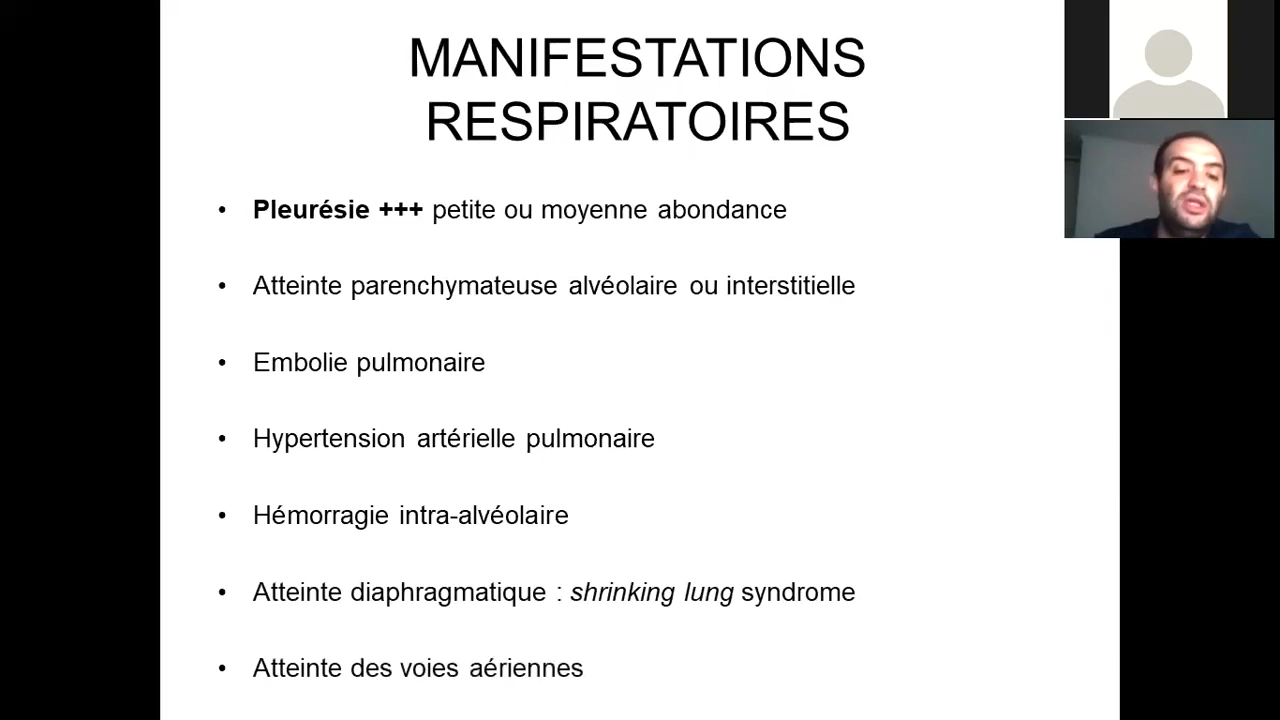 MANIFESTATIONS
RESPIRATOIRES
• Pleurésie +++ petite ou moyenne abondance
• Atteinte parenchymateuse alvéolaire ou interstitielle
• Embolie pulmonaire
• Hypertension artérielle pulmonaire
• Hémorragie intra-alvéolaire
• Atteinte diaphragmatique : shrinking lung syndrome
• Atteinte des voies aériennes